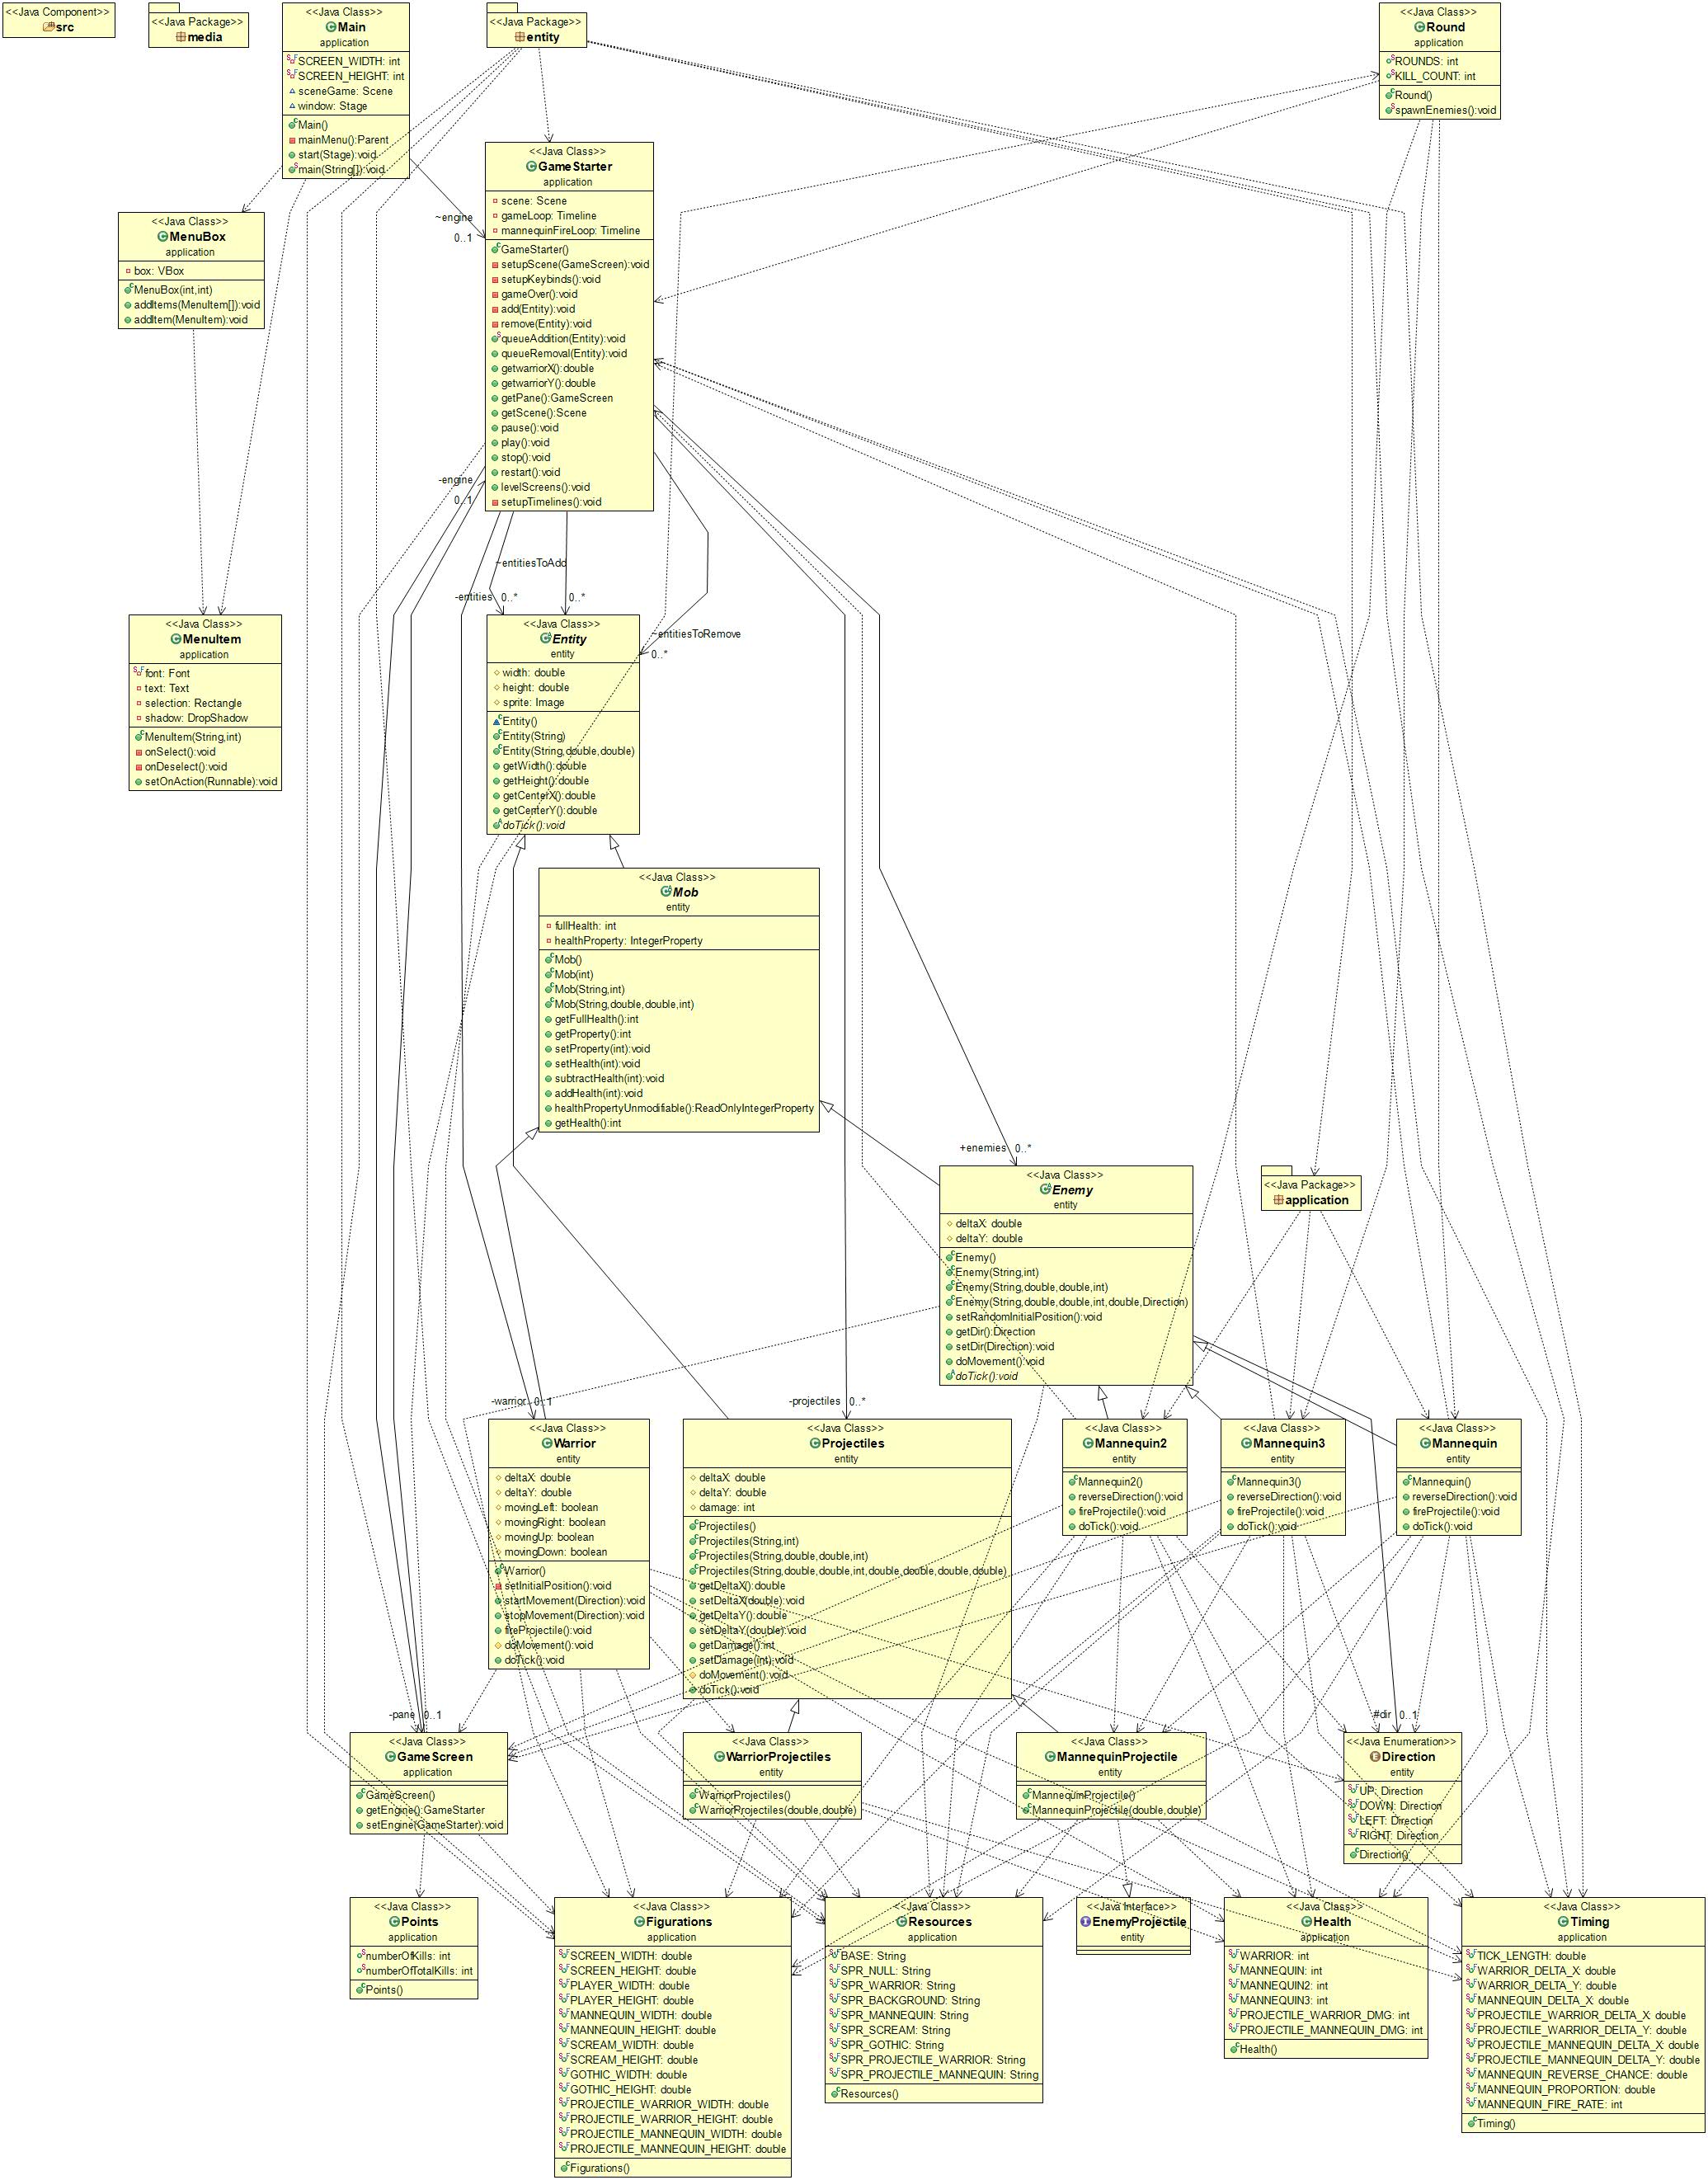 <<Java Component>>
src
<<Java Package>>
media
<<Java Class>>
Main
application
SCREEN_WIDTH: int
SCREEN_HEIGHT: int
sceneGame: Scene
window: Stage
Main()
mainMenu():Parent
start(Stage):void
main(String[]):void
<<Java Package>>
entity
<<Java Class>>
Round
application
ROUNDS: int
KILL_COUNT: int
Round()
spawnEnemies():void
<<Java Class>>
GameStarter
application
scene: Scene
gameLoop: Timeline
mannequinFireLoop: Timeline
GameStarter()
setupScene(GameScreen):void
setupKeybinds():void
gameOver():void
add(Entity):void
remove(Entity):void
queueAddition(Entity):void
queueRemoval(Entity):void
getwarriorX():double
getwarriorY():double
getPane():GameScreen
getScene():Scene
pause():void
play():void
stop():void
restart():void
levelScreens():void
setupTimelines():void
~engine
0..1
<<Java Class>>
MenuBox
application
box: VBox
MenuBox(int,int)
addItems(MenuItem[]):void
addItem(MenuItem):void
-engine
0..1
~entitiesToAdd
-entities 0..*
0..*
~entitiesToRemove
0..*
<<Java Class>>
MenuItem
application
font: Font
text: Text
selection: Rectangle
shadow: DropShadow
MenuItem(String,int)
onSelect():void
onDeselect():void
setOnAction(Runnable):void
<<Java Class>>
Entity
entity
width: double
height: double
sprite: Image
Entity()
Entity(String)
Entity(String,double,double)
getWidth():double
getHeight():double
getCenterX():double
getCenterY():double
doTick():void
<<Java Class>>
Mob
entity
fullHealth: int
healthProperty: IntegerProperty
Mob()
Mob(int)
Mob(String,int)
Mob(String,double,double,int)
getFullHealth():int
getProperty():int
setProperty(int):void
setHealth(int):void
subtractHealth(int):void
addHealth(int):void
healthPropertyUnmodifiable():ReadOnlyIntegerProperty
getHealth():int
+enemies 0..*
<<Java Class>>
Enemy
entity
deltaX: double
deltaY: double
Enemy()
Enemy(String,int)
Enemy(String,double,double,int)
Enemy(String,double,double,int,double,Direction)
setRandomInitialPosition():void
getDir():Direction
setDir(Direction):void
doMovement():void
doTick():void
<<Java Package>>
application
-warrior 0..1
-projectiles 0..*
<<Java Class>>
Warrior
entity
deltaX: double
deltaY: double
movingLeft: boolean
movingRight: boolean
movingUp: boolean
movingDown: boolean
Warrior()
setInitialPosition():void
startMovement(Direction):void
stopMovement(Direction):void
fireProjectile():void
doMovement():void
doTick():void
<<Java Class>>
Projectiles
entity
deltaX: double
deltaY: double
damage: int
Projectiles()
Projectiles(String,int)
Projectiles(String,double,double,int)
Projectiles(String,double,double,int,double,double,double,double)
getDeltaX():double
setDeltaX(double):void
getDeltaY():double
setDeltaY(double):void
getDamage():int
setDamage(int):void
doMovement():void
doTick():void
<<Java Class>>
Mannequin2
entity
Mannequin2()
reverseDirection():void
fireProjectile():void
doTick():void
<<Java Class>>
Mannequin3
entity
Mannequin3()
reverseDirection():void
fireProjectile():void
doTick():void
<<Java Class>>
Mannequin
entity
Mannequin()
reverseDirection():void
fireProjectile():void
doTick():void
-pane 0..1
#dir 0..1
<<Java Class>>
GameScreen
application
GameScreen()
getEngine():GameStarter
setEngine(GameStarter):void
<<Java Class>>
WarriorProjectiles
entity
WarriorProjectiles()
WarriorProjectiles(double,double)
<<Java Class>>
MannequinProjectile
entity
MannequinProjectile()
MannequinProjectile(double,double)
<<Java Enumeration>>
Direction
entity
UP: Direction
DOWN: Direction
LEFT: Direction
RIGHT: Direction
Direction()
<<Java Class>>
Points
application
numberOfKills: int
numberOfTotalKills: int
Points()
<<Java Class>>
Figurations
application
SCREEN_WIDTH: double
SCREEN_HEIGHT: double
PLAYER_WIDTH: double
PLAYER_HEIGHT: double
MANNEQUIN_WIDTH: double
MANNEQUIN_HEIGHT: double
SCREAM_WIDTH: double
SCREAM_HEIGHT: double
GOTHIC_WIDTH: double
GOTHIC_HEIGHT: double
PROJECTILE_WARRIOR_WIDTH: double
PROJECTILE_WARRIOR_HEIGHT: double
PROJECTILE_MANNEQUIN_WIDTH: double
PROJECTILE_MANNEQUIN_HEIGHT: double
Figurations()
<<Java Class>>
Resources
application
BASE: String
SPR_NULL: String
SPR_WARRIOR: String
SPR_BACKGROUND: String
SPR_MANNEQUIN: String
SPR_SCREAM: String
SPR_GOTHIC: String
SPR_PROJECTILE_WARRIOR: String
SPR_PROJECTILE_MANNEQUIN: String
Resources()
<<Java Interface>>
EnemyProjectile
entity
<<Java Class>>
Health
application
WARRIOR: int
MANNEQUIN: int
MANNEQUIN2: int
MANNEQUIN3: int
PROJECTILE_WARRIOR_DMG: int
PROJECTILE_MANNEQUIN_DMG: int
Health()
<<Java Class>>
Timing
application
TICK_LENGTH: double
WARRIOR_DELTA_X: double
WARRIOR_DELTA_Y: double
MANNEQUIN_DELTA_X: double
PROJECTILE_WARRIOR_DELTA_X: double
PROJECTILE_WARRIOR_DELTA_Y: double
PROJECTILE_MANNEQUIN_DELTA_X: double
PROJECTILE_MANNEQUIN_DELTA_Y: double
MANNEQUIN_REVERSE_CHANCE: double
MANNEQUIN_PROPORTION: double
MANNEQUIN_FIRE_RATE: int
Timing()